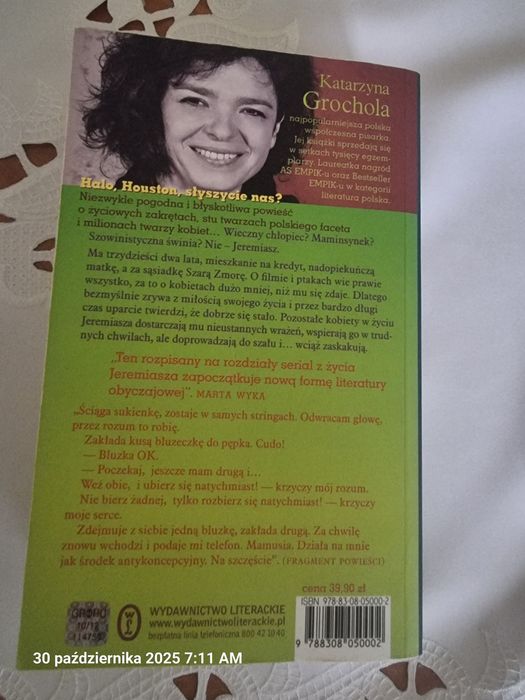 Katarzyna
Grochola
najpopularniejsza polska
współczesna pisarka.
Jej książki sprzedają się
w setkach tysięcy egzem-
plarzy. Laureatka nagród
AS EMPIK-u oraz Bestseller
EMPIK-u w kategorii
literatura polska.
Halo, Houston, słyszycie nas?
Niezwykle pogodna i błyskotliwa powieść
o życiowych zakrętach, stu twarzach polskiego faceta
i milionach twarzy kobiet... Wieczny chłopiec? Maminsynek?
Szowinistyczna świnia? Nie – Jeremiasz.
Ma trzydzieści dwa lata, mieszkanie na kredyt, nadopiekuńczą
matkę, a za sąsiadkę Szarą Zmorę. O filmie i ptakach wie prawie
wszystko, za to o kobietach dużo mniej, niż mu się zdaje. Dlatego
bezmyślnie zrywa z miłością swojego życia i przez bardzo długi
czas uparcie twierdzi, że dobrze się stało. Pozostałe kobiety w życiu
Jeremiasza dostarczają mu nieustannych wrażeń, wspierają go w trud-
nych chwilach, ale doprowadzają do szału i... wciąż zaskakują.
„Ten rozpisany na rozdziały serial z życia
Jeremiasza zapoczątkuje nową formę literatury
obyczajowej”. MARTA WYKA
„Ściąga sukienkę, zostaje w samych stringach. Odwracam głowę,
przez rozum to robię.
Zakłada kusą bluzeczkę do pępka. Cudo!
— Bluzka OK.
— Poczekaj, jeszcze mam drugą i...
Weź obie, i ubierz się natychmiast! — krzyczy mój rozum.
Nie bierz żadnej, tylko rozbierz się natychmiast! — krzyczy
moje serce.
Zdejmuje z siebie jedną bluzkę, zakłada drugą. Za chwilę
znowu wchodzi i podaje mi telefon. Mamusia. Działa na mnie
jak środek antykoncepcyjny. Na szczęście”. (FRAGMENT POWIEŚCI)
cena 39,90 zł
ISBN 978-83-08-05000-2
WYDAWNICTWO LITERACKIE
www.wydawnictwoliterackie.pl
bezpłatna linia telefoniczna 800 42 10 40
9 788308 050002
30 października 2025 7:11 AM